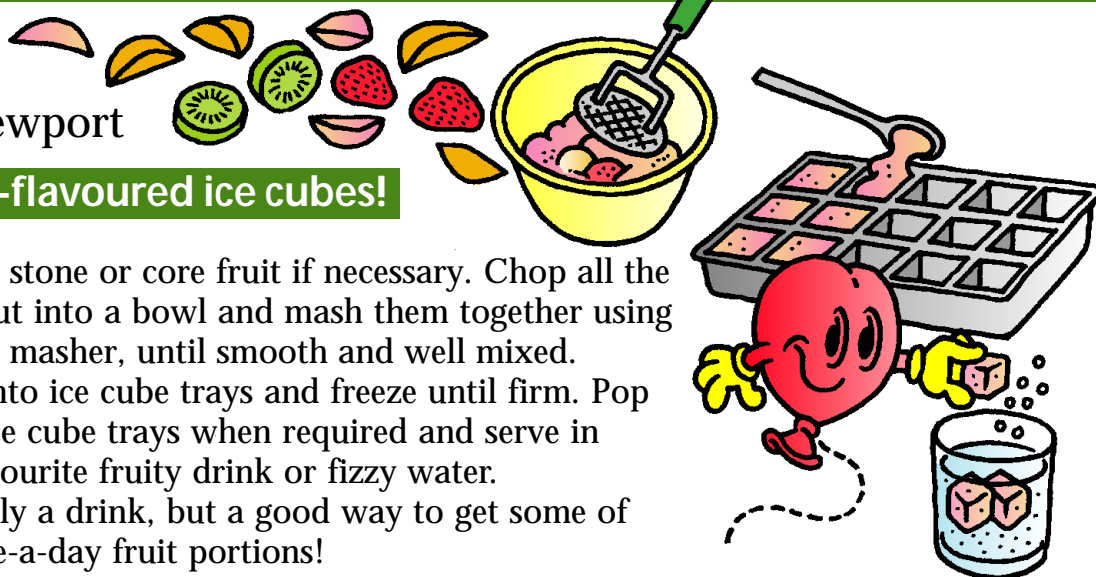 ewport
-flavoured ice cubes!
stone or core fruit if necessary. Chop all the
ut into a bowl and mash them together using
masher, until smooth and well mixed.
nto ice cube trays and freeze until firm. Pop
e cube trays when required and serve in
ourite fruity drink or fizzy water.
ly a drink, but a good way to get some of
e-a-day fruit portions!